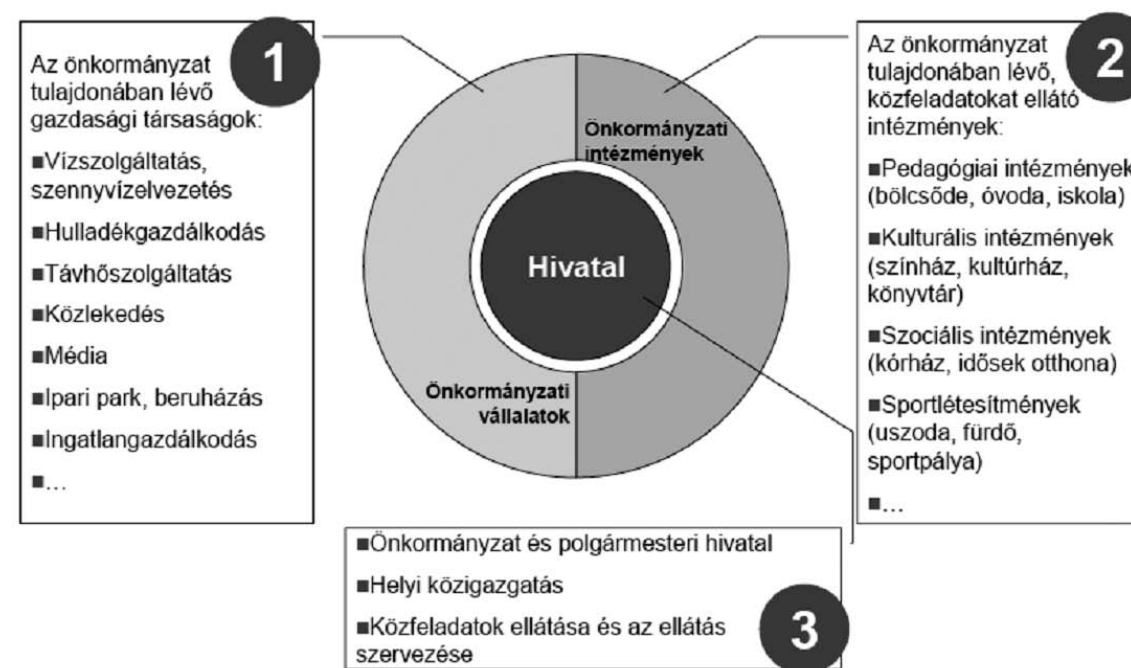 1
Az önkormányzat
tulajdonában lévő
gazdasági társaságok:
■Vízszolgáltatás,
szennyvízelvezetés
■Hulladékgazdálkodás
■Távhőszolgáltatás
■Közlekedés
■Média
■Ipari park, beruházás
■Ingatlangazdálkodás
■...
Önkormányzati
intézmények
Hivatal
Önkormányzati
vállalatok
2
Az önkormányzat
tulajdonában lévő,
közfeladatokat ellátó
intézmények:
■Pedagógiai intézmények
(bölcsőde, óvoda, iskola)
■Kulturális intézmények
(színház, kultúrház,
könyvtár)
■Szociális intézmények
(kórház, idősek otthona)
■Sportlétesítmények
(uszoda, fürdő,
sportpálya)
■...
■Önkormányzat és polgármesteri hivatal
■Helyi közigazgatás
■Közfeladatok ellátása és az ellátás
szervezése
3